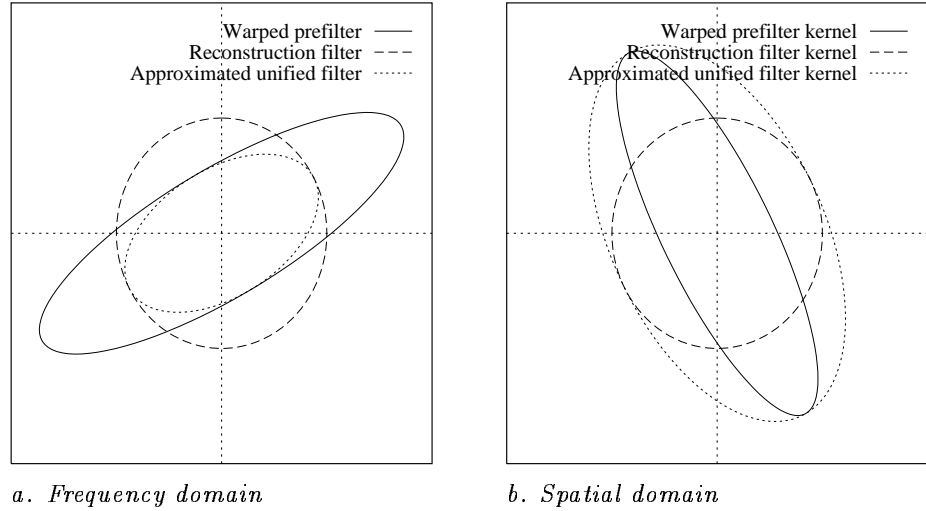 Warped prefilter
Reconstruction filter
Approximated unified filter
Warped prefilter kernel
Reconstruction filter kernel
Approximated unified filter kernel
a. Frequency domain
b. Spatial domain